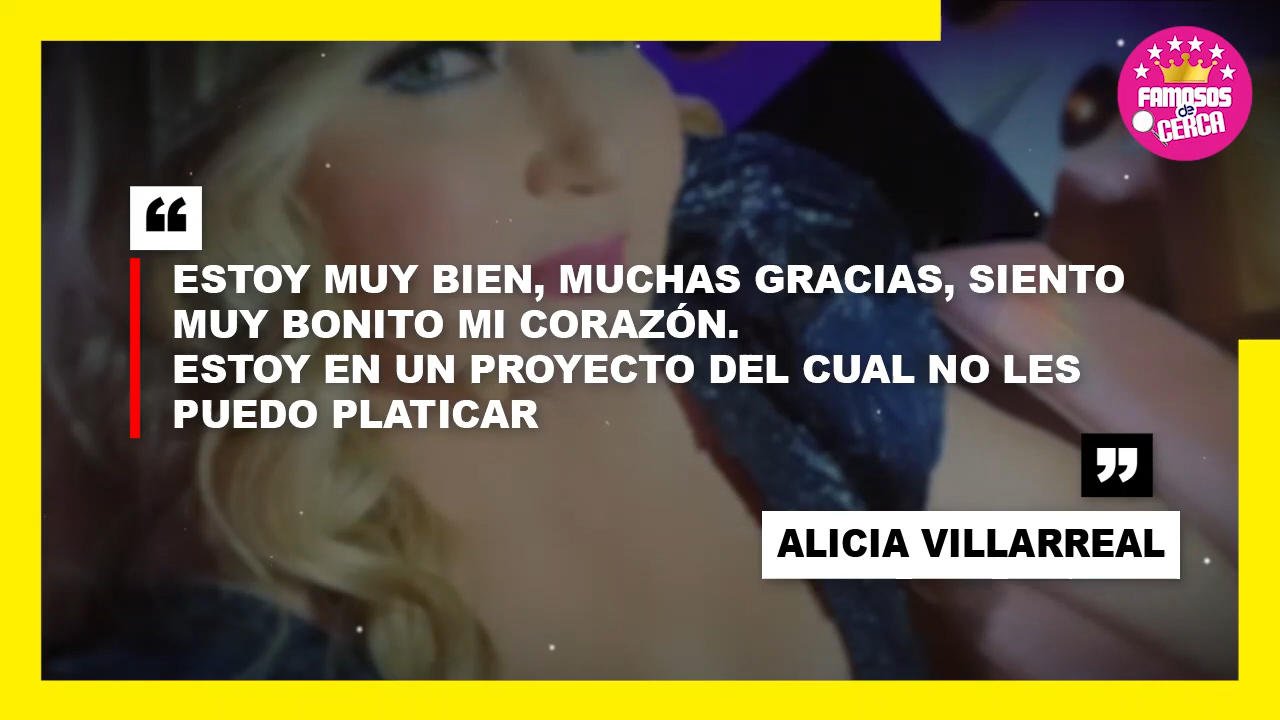 FAMOSOS
de
CERCA
“
ESTOY MUY BIEN, MUCHAS GRACIAS, SIENTO
MUY BONITO MI CORAZÓN.
ESTOY EN UN PROYECTO DEL CUAL NO LES
PUEDO PLATICAR
”
ALICIA VILLARREAL